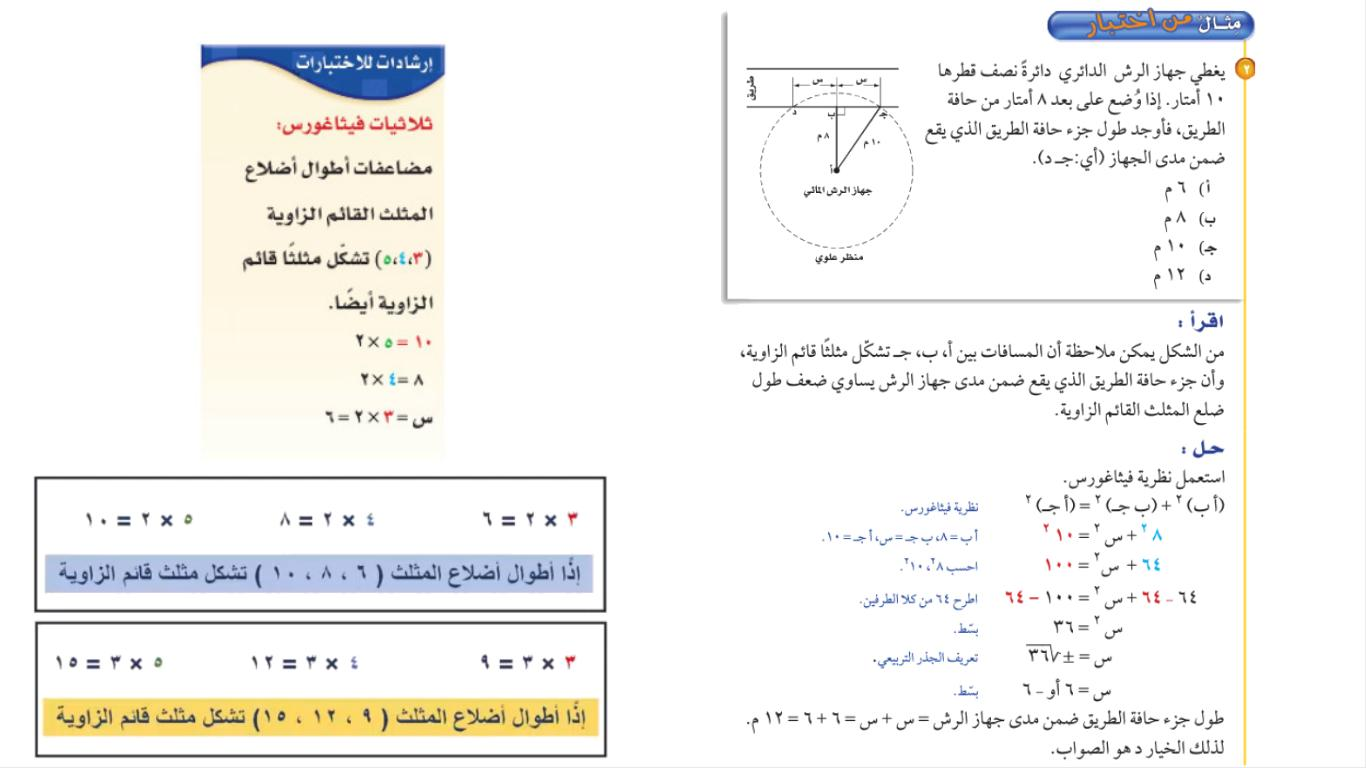 مثال من اختبار
٢ يغطي جهاز الرش الدائري دائرةً نصف قطرها
١٠ أمتار. إذا وُضع على بعد ٨ أمتار من حافة
الطريق، فأوجد طول جزء حافة الطريق الذي يقع
ضمن مدى الجهاز (أي: جـ د).
أ) ٦ م
ب) ٨ م
جـ) ١٠ م
د) ١٢ م
طريق
س س
د ب جـ
٨ م ١٠ م
أ
جهاز الرش المائي
منظر علوي
اقرأ :
من الشكل يمكن ملاحظة أن المسافات بين أ، ب، جـ تشكّل مثلثًا قائم الزاوية،
وأن جزء حافة الطريق الذي يقع ضمن مدى جهاز الرش يساوي ضعف طول
ضلع المثلث القائم الزاوية.
حل :
استعمل نظرية فيثاغورس.
(أ ب)٢ + (ب جـ)٢ = (أ جـ)٢ نظرية فيثاغورس.
٨ ٢ + س٢ = ١٠ ٢ أ ب = ٨، ب جـ = س، أ جـ = ١٠.
٦٤ + س٢ = ١٠٠ احسب ٨٢، ١٠٢.
٦٤ – ٦٤ + س٢ = ١٠٠ – ٦٤ اطرح ٦٤ من كلا الطرفين.
س٢ = ٣٦ بسّط.
س = ±√٣٦ تعريف الجذر التربيعي.
س = ٦ أو – ٦ بسّط.
طول جزء حافة الطريق ضمن مدى جهاز الرش = س + س = ٦ + ٦ = ١٢ م.
لذلك الخيار د هو الصواب.
إرشادات للاختبارات
ثلاثيات فيثاغورس:
مضاعفات أطوال أضلاع
المثلث القائم الزاوية
(٣،٤،٥) تشكّل مثلثًا قائم
الزاوية أيضًا.
١٠ = ٥ × ٢
٨ = ٤ × ٢
س = ٣ × ٢ = ٦
٣ × ٢ = ٦ ٤ × ٢ = ٨ ٥ × ٢ = ١٠
إذًا أطوال أضلاع المثلث ( ٦ ، ٨ ، ١٠ ) تشكل مثلث قائم الزاوية
٣ × ٣ = ٩ ٤ × ٣ = ١٢ ٥ × ٣ = ١٥
إذًا أطوال أضلاع المثلث ( ٩ ، ١٢ ، ١٥) تشكل مثلث قائم الزاوية